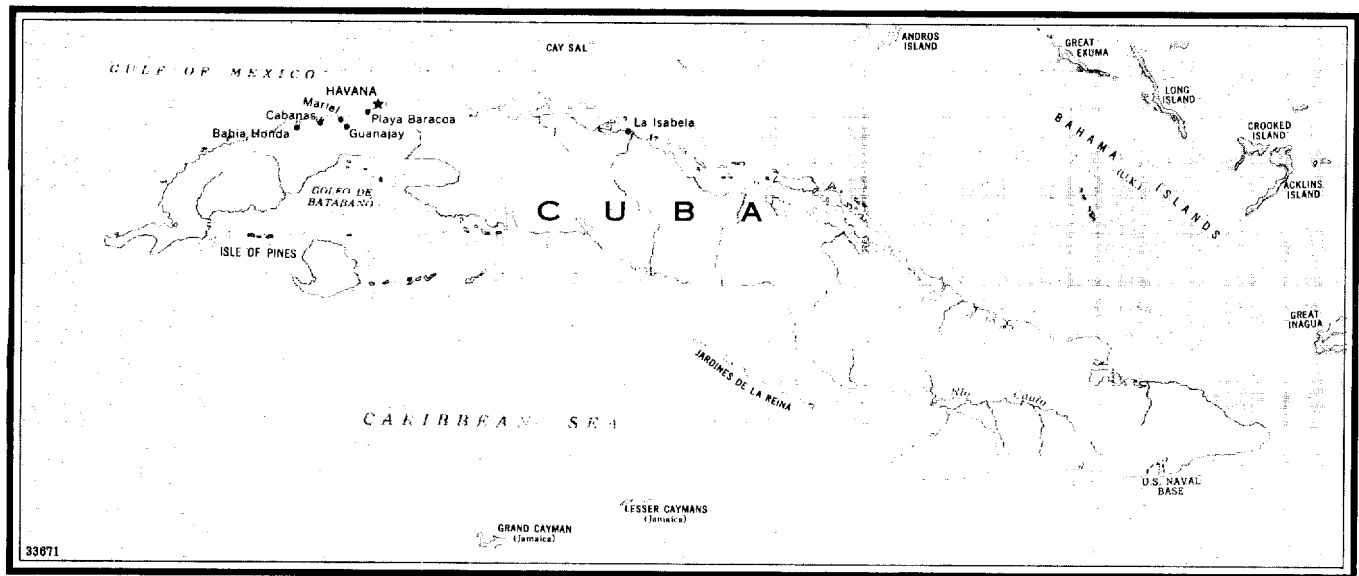 CAY SAL
ANDROS
ISLAND
GREAT
EXUMA
GULF OF MEXICO
HAVANA
Mariel
Cabanas
Playa Baracoa
Bahia Honda
Guanajay
La Isabela
LONG
ISLAND
CROOKED
ISLAND
BAHAMA ISLANDS
(U.K.)
ACKLINS
ISLAND
GOLFO DE
BATABANO
CUBA
ISLE OF PINES
GREAT
INAGUA
JARDINES DE LA REINA
Rio Cauto
CARIBBEAN SEA
U.S. NAVAL
BASE
LESSER CAYMANS
(Jamaica)
GRAND CAYMAN
(Jamaica)
33671